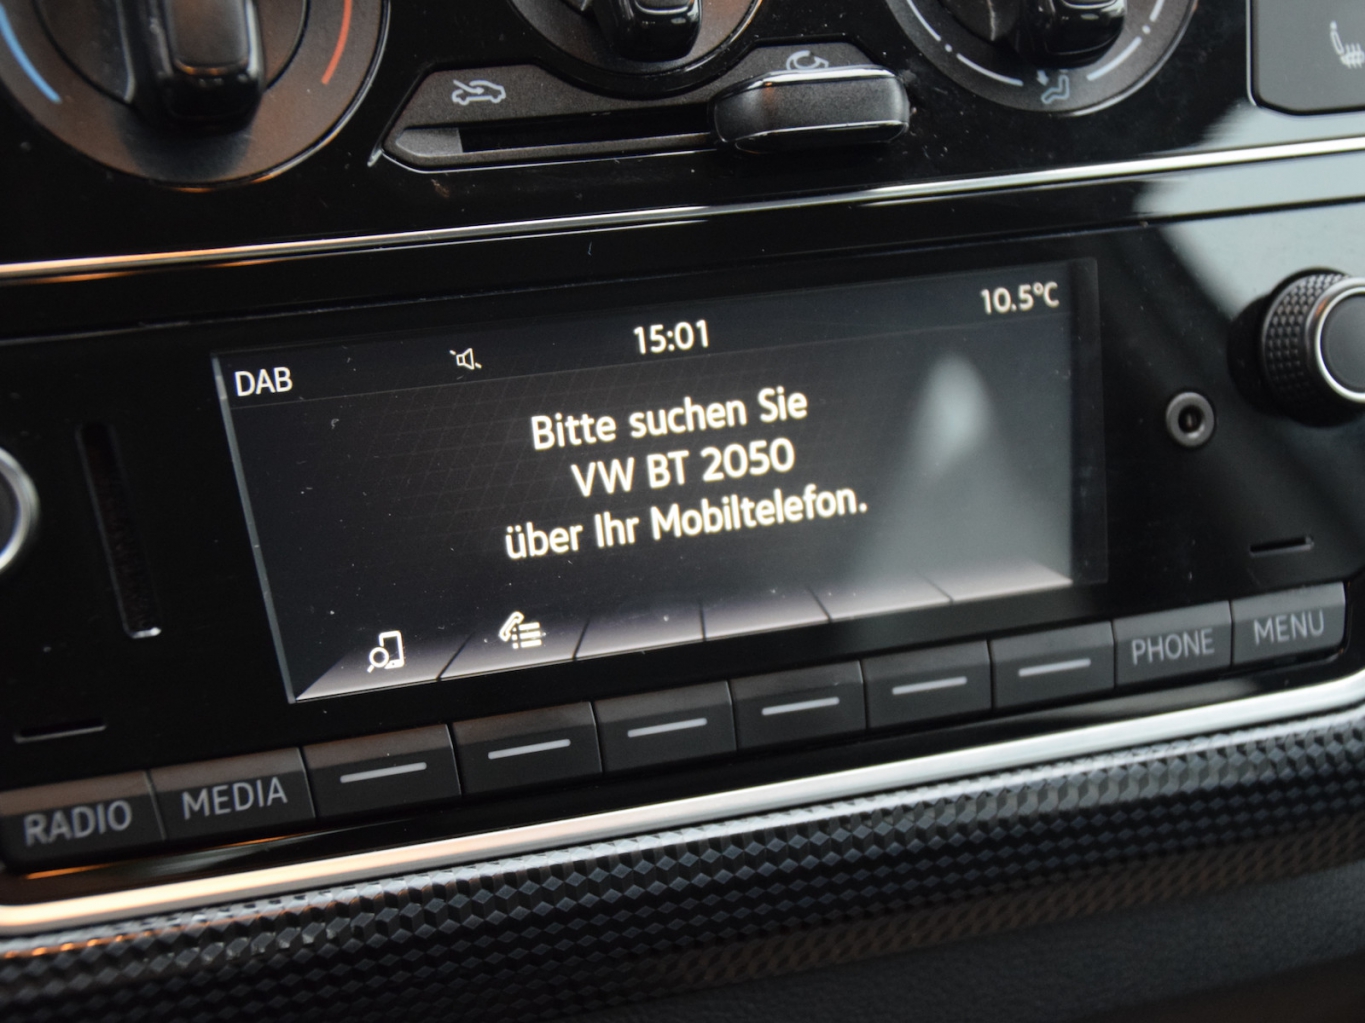 15:01
10.5°C
DAB
Bitte suchen Sie
VW BT 2050
über Ihr Mobiltelefon.
RADIO
MEDIA
PHONE
MENU